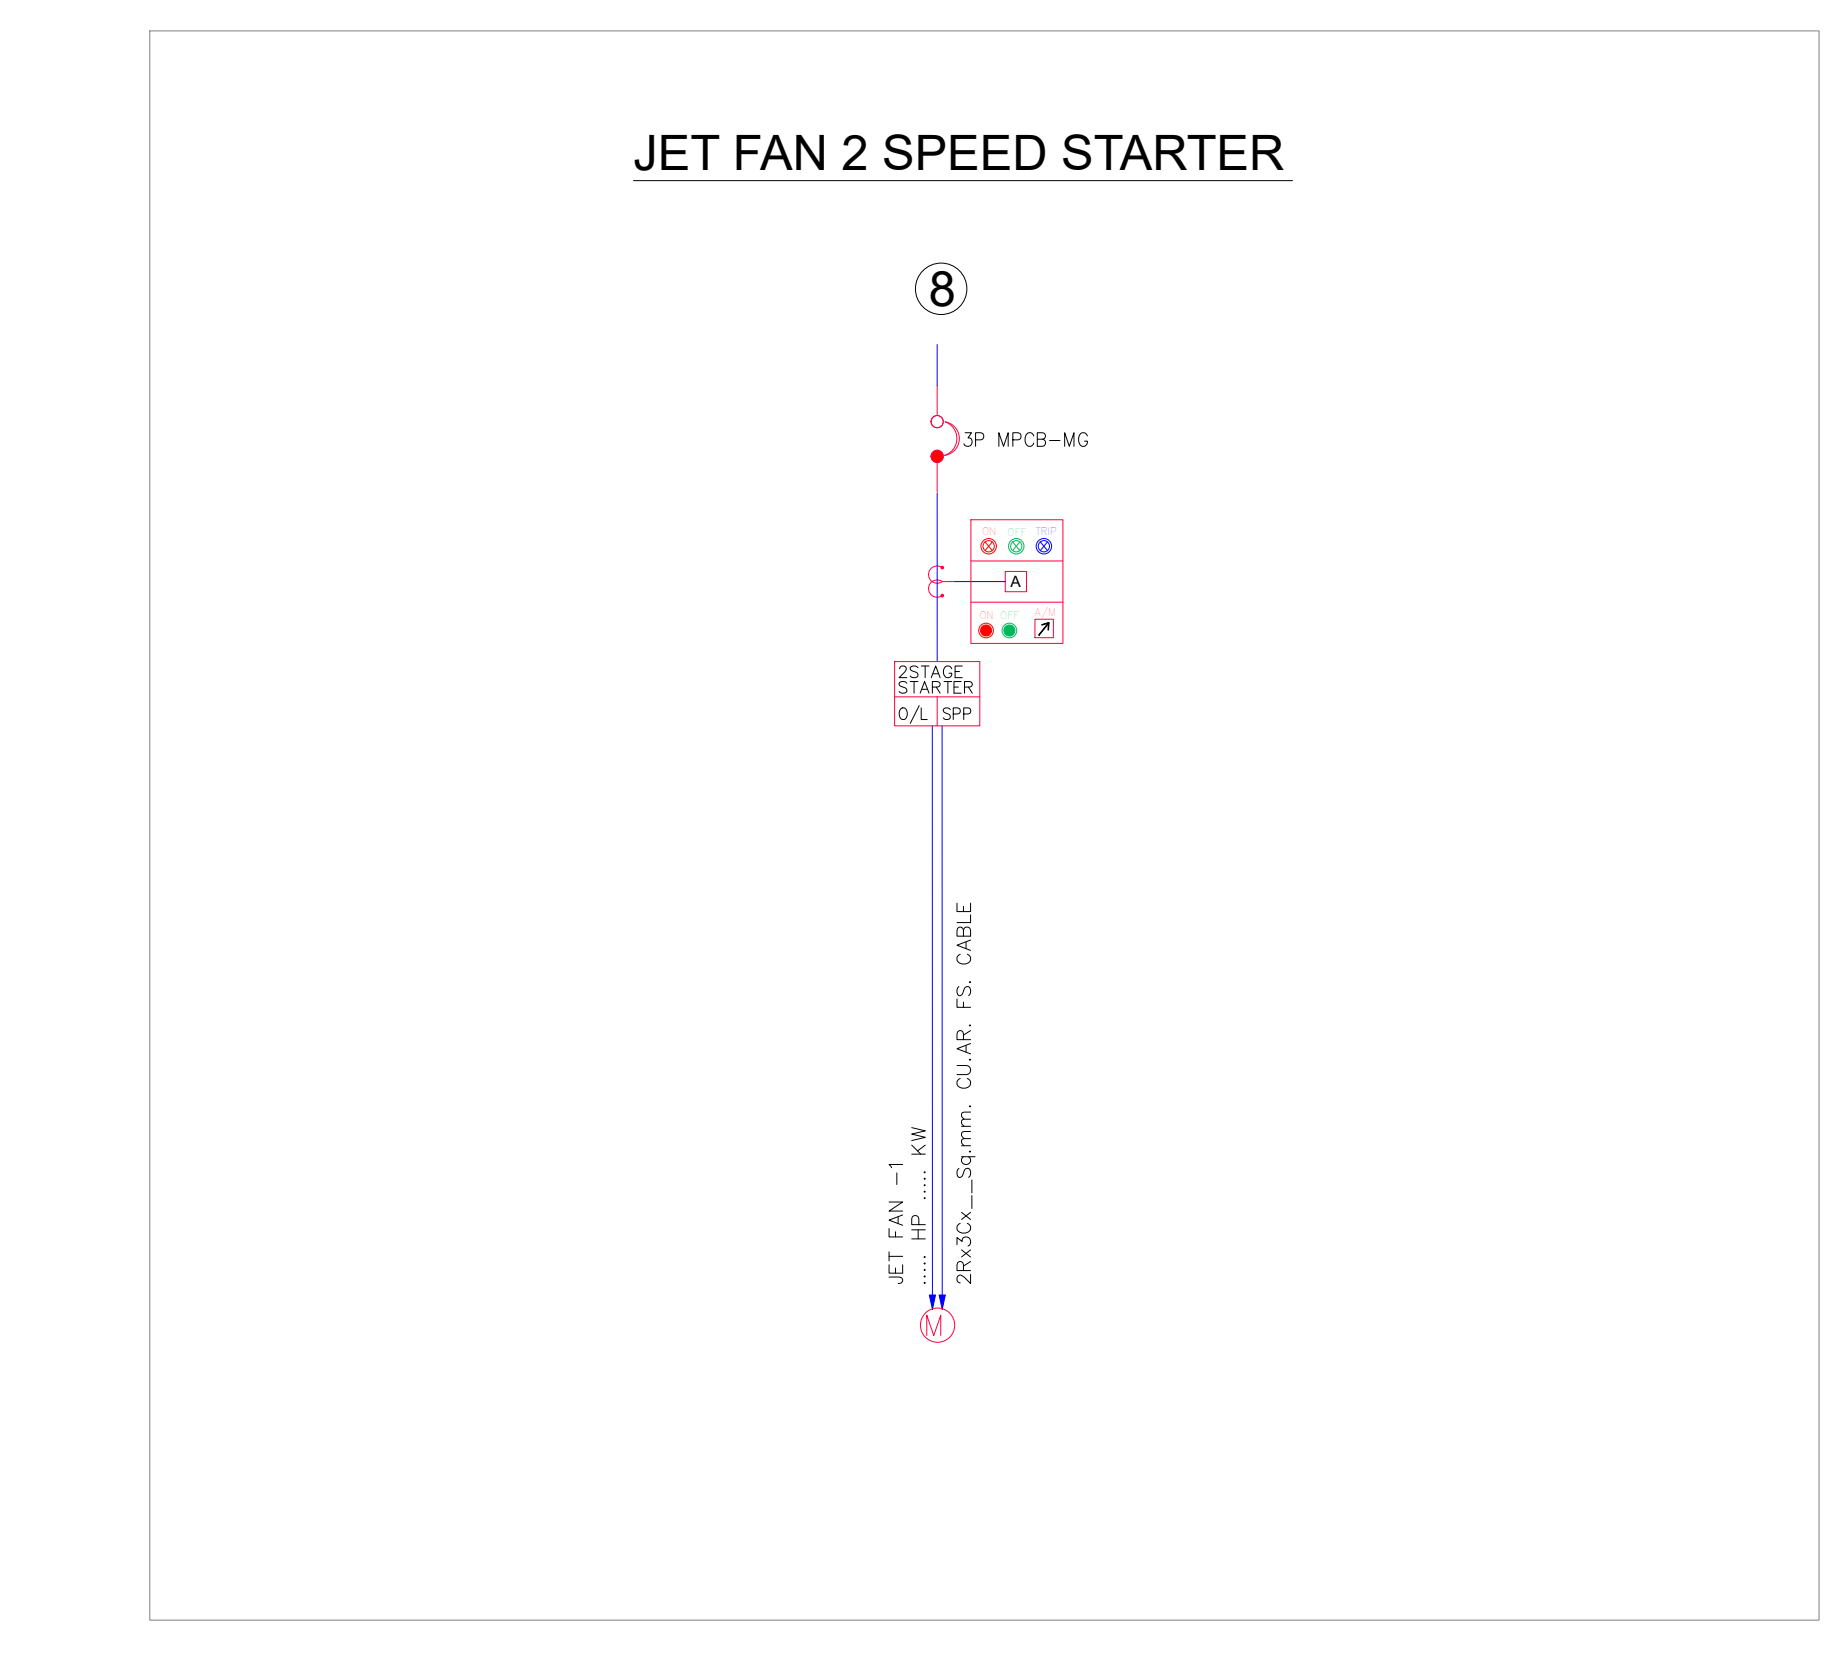 JET FAN 2 SPEED STARTER
8
3P MPCB-MG
ON OFF TRIP
A
ON OFF A/M
2STAGE
STARTER
O/L SPP
JET FAN -1
..... HP ..... KW
2Rx3Cx__Sq.mm. CU.AR. FS. CABLE
M